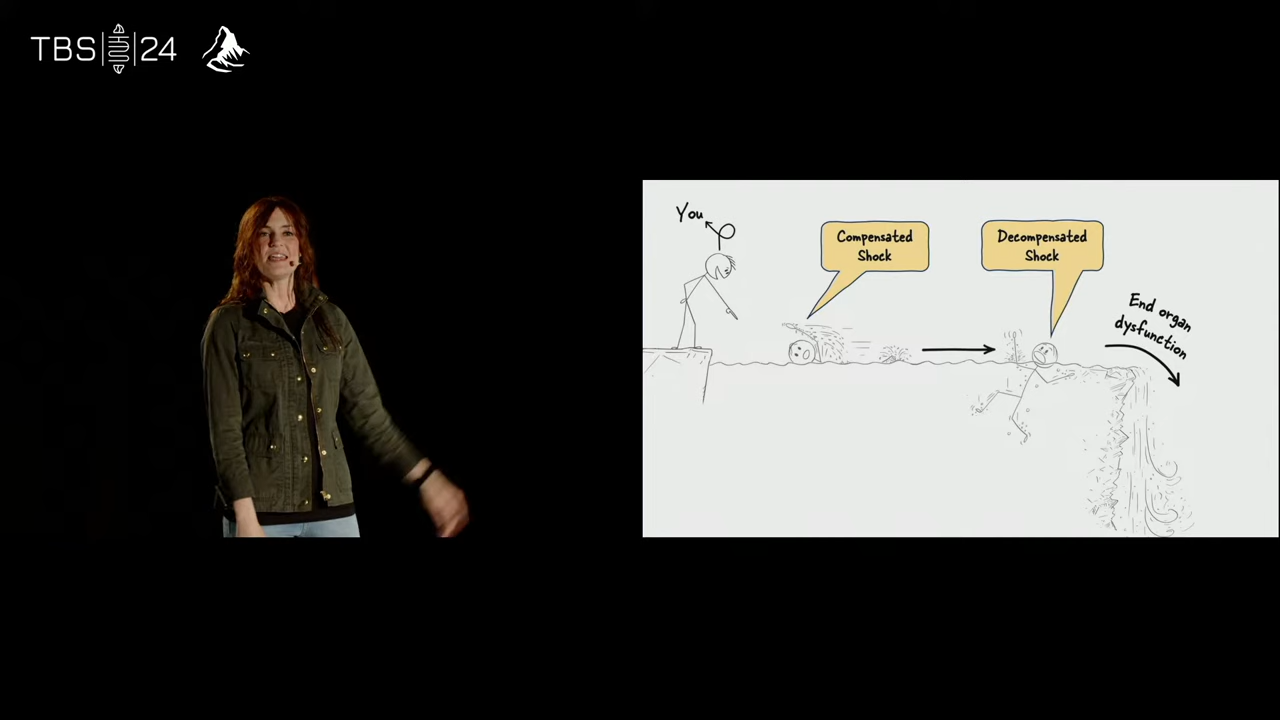 TBS 24
You
Compensated
Shock
Decompensated
Shock
End organ
dysfunction